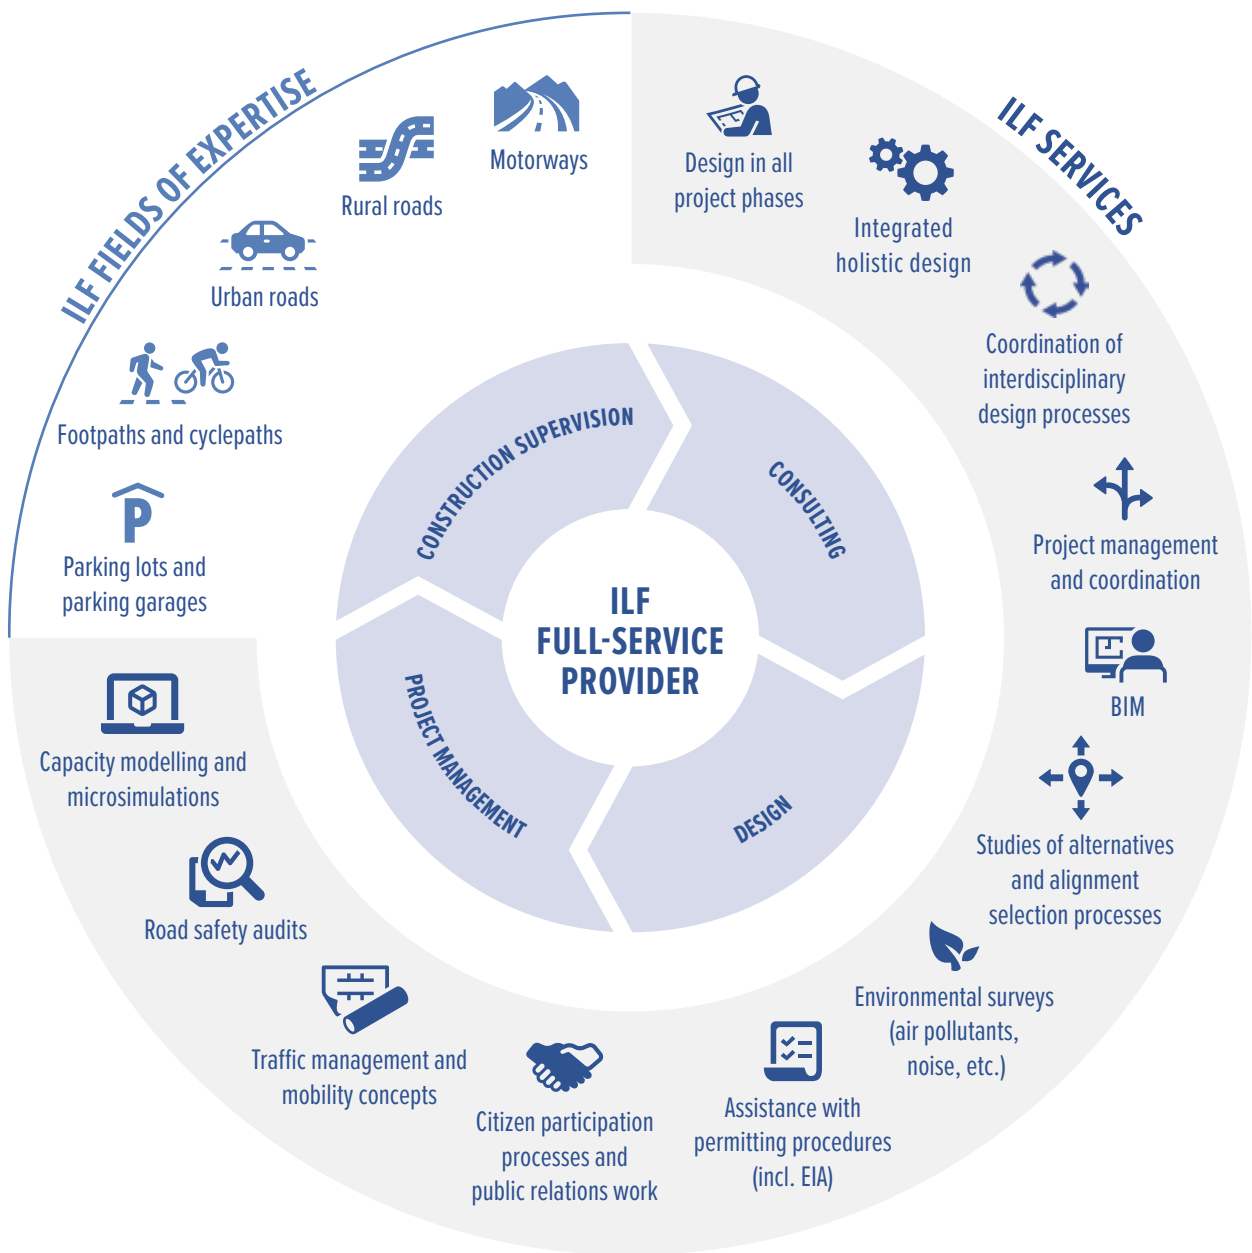 ILF FIELDS OF EXPERTISE
Motorways
Rural roads
Urban roads
Footpaths and cyclepaths
P
Parking lots and
parking garages
ILF SERVICES
Design in all
project phases
Integrated
holistic design
Coordination of
interdisciplinary
design processes
Project management
and coordination
BIM
Studies of alternatives
and alignment
selection processes
Environmental surveys
(air pollutants,
noise, etc.)
Assistance with
permitting procedures
(incl. EIA)
Citizen participation
processes and
public relations work
Traffic management and
mobility concepts
Road safety audits
Capacity modelling and
microsimulations
CONSTRUCTION SUPERVISION
CONSULTING
DESIGN
PROJECT MANAGEMENT
ILF
FULL-SERVICE
PROVIDER